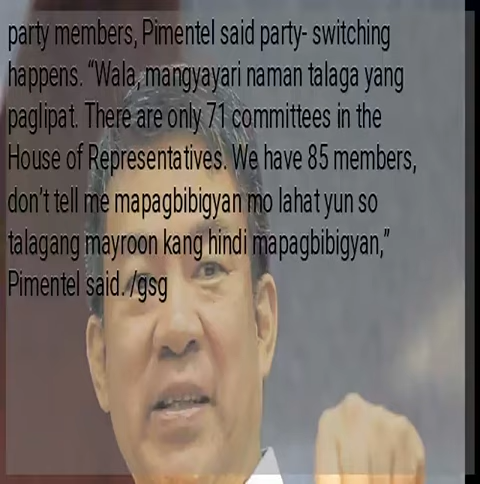 party members, Pimentel said party- switching
happens. “Wala, mangyayari naman talaga yang
paglipat. There are only 71 committees in the
House of Representatives. We have 85 members,
don’t tell me mapagbibigyan mo lahat yun so
talagang mayroon kang hindi mapagbibigyan,”
Pimentel said. /gsg